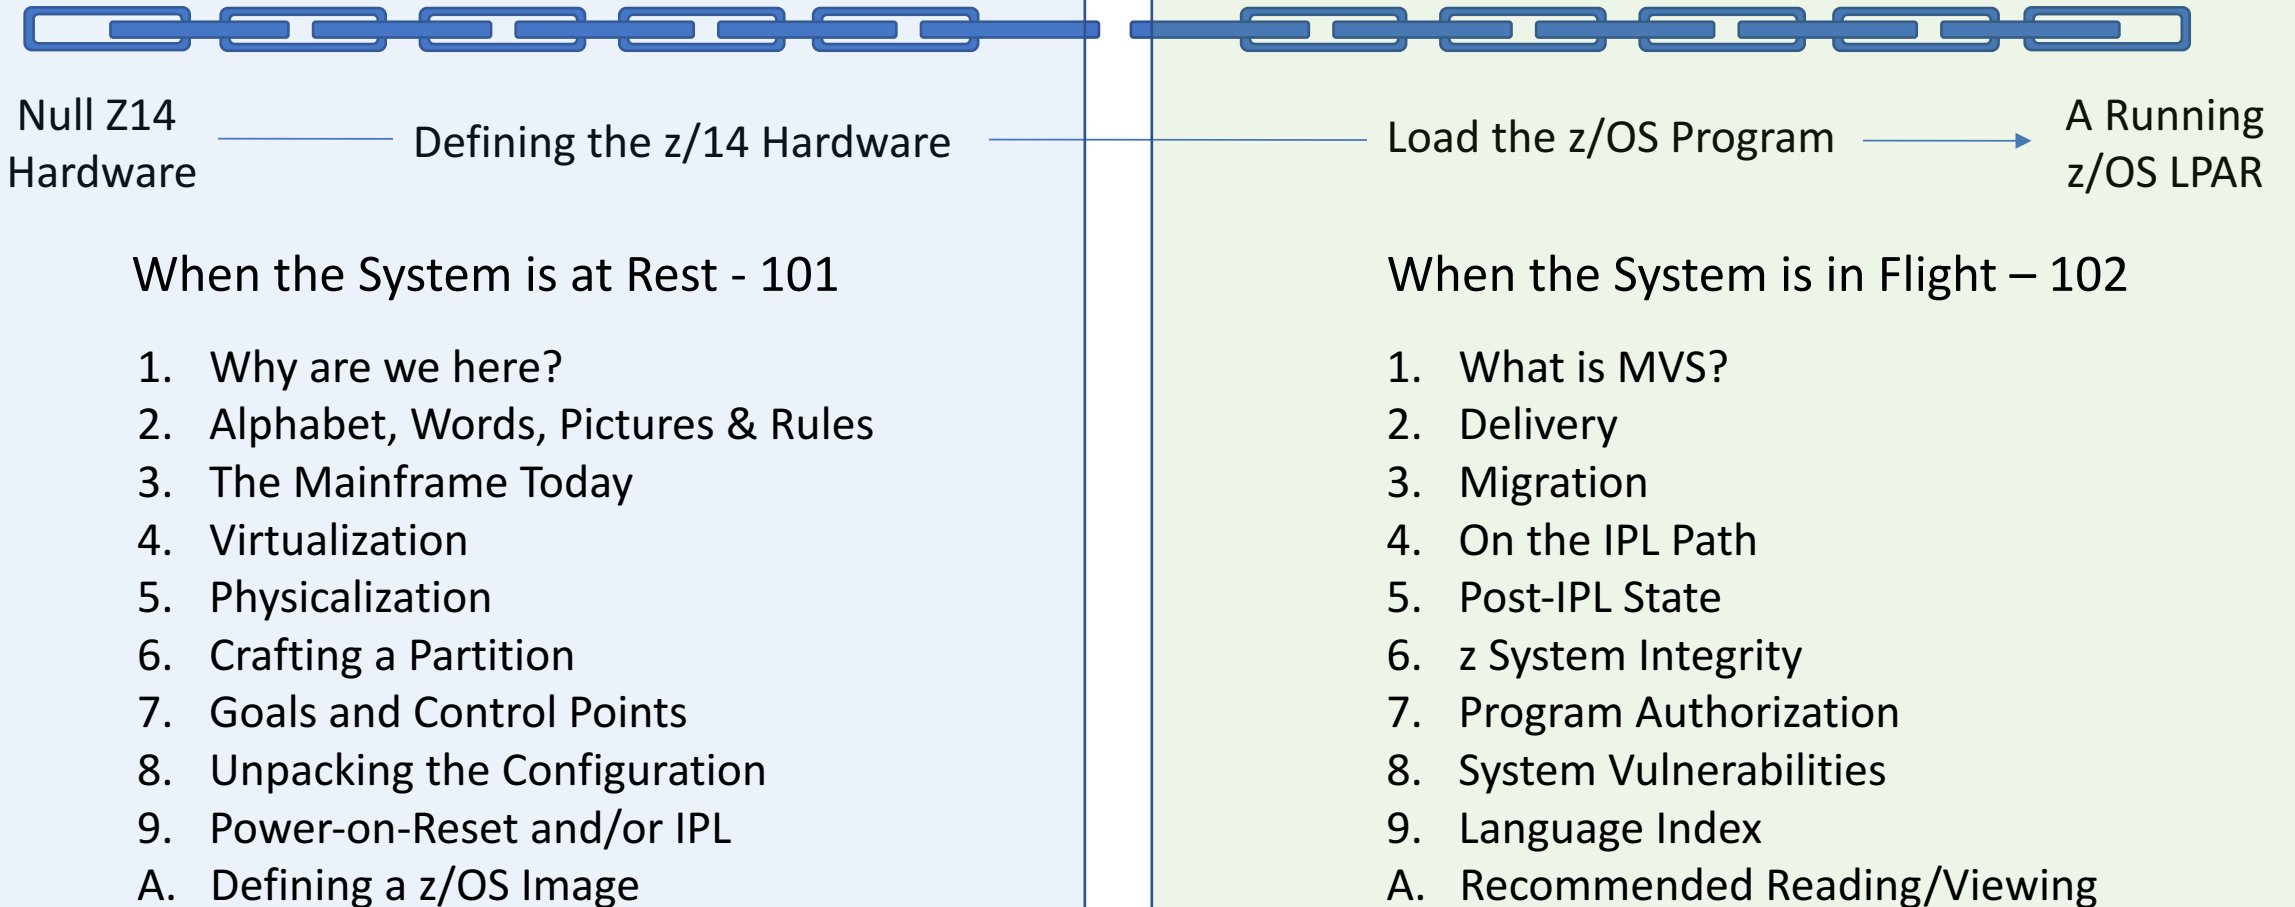 Null Z14
Hardware
Defining the z/14 Hardware
Load the z/OS Program
A Running
z/OS LPAR
When the System is at Rest - 101
1. Why are we here?
2. Alphabet, Words, Pictures & Rules
3. The Mainframe Today
4. Virtualization
5. Physicalization
6. Crafting a Partition
7. Goals and Control Points
8. Unpacking the Configuration
9. Power-on-Reset and/or IPL
A. Defining a z/OS Image
When the System is in Flight – 102
1. What is MVS?
2. Delivery
3. Migration
4. On the IPL Path
5. Post-IPL State
6. z System Integrity
7. Program Authorization
8. System Vulnerabilities
9. Language Index
A. Recommended Reading/Viewing